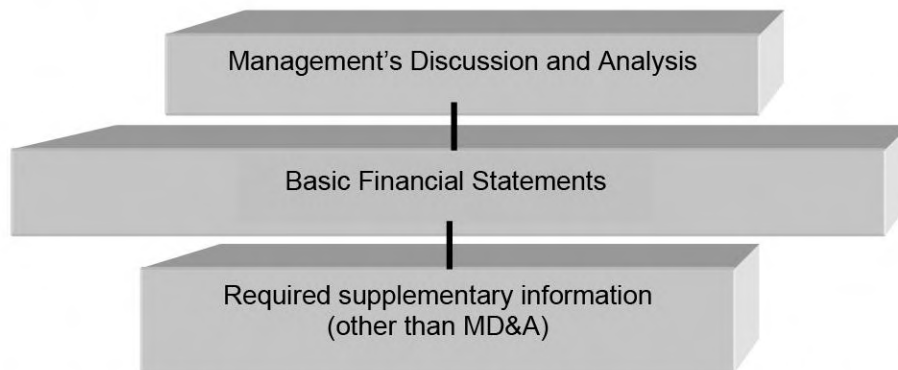 Management’s Discussion and Analysis
Basic Financial Statements
Required supplementary information
(other than MD&A)